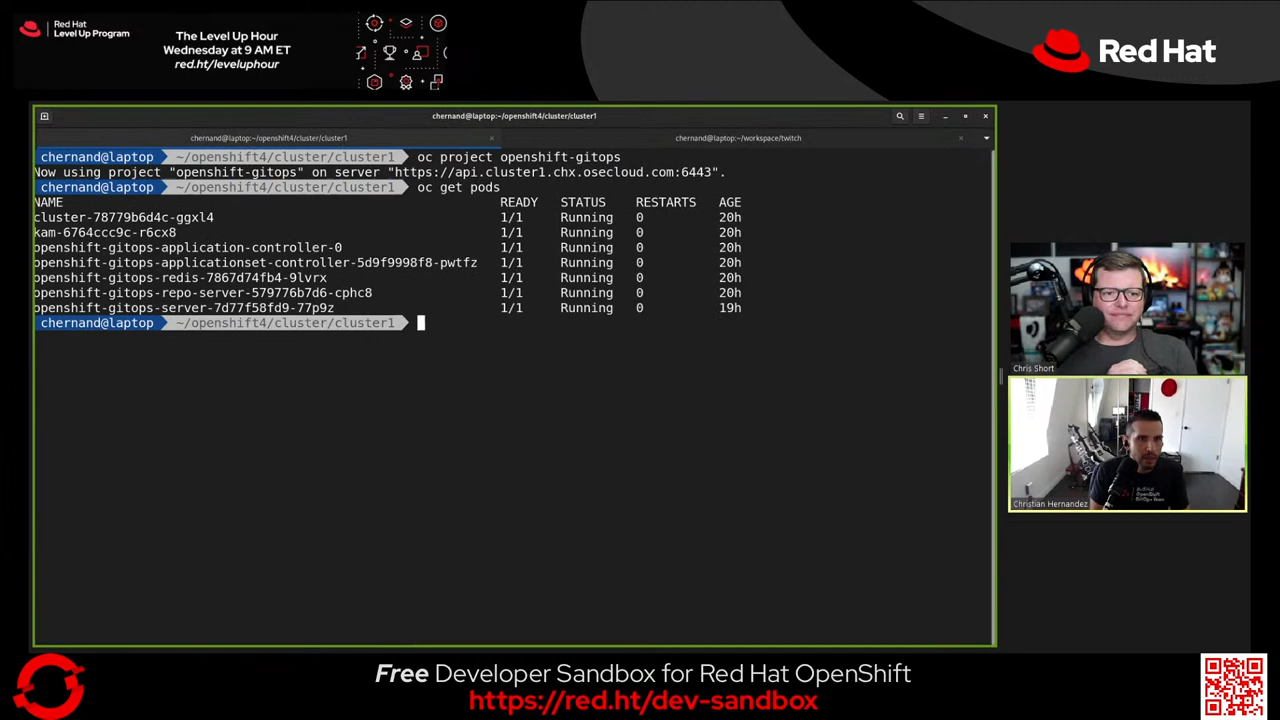 Red Hat
Level Up Program
The Level Up Hour
Wednesday at 9 AM ET
red.ht/leveluphour
Red Hat
chernand@laptop:~/openshift4/cluster/cluster1
chernand@laptop:~/openshift4/cluster/cluster1
chernand@laptop:~/workspace/twitch
chernand@laptop ~/openshift4/cluster/cluster1 oc project openshift-gitops
Now using project "openshift-gitops" on server "https://api.cluster1.chx.osecloud.com:6443".
chernand@laptop ~/openshift4/cluster/cluster1 oc get pods
NAME READY STATUS RESTARTS AGE
cluster-78779b6d4c-ggxl4 1/1 Running 0 20h
kam-6764ccc9c-r6cx8 1/1 Running 0 20h
openshift-gitops-application-controller-0 1/1 Running 0 20h
openshift-gitops-applicationset-controller-5d9f9998f8-pwtfz 1/1 Running 0 20h
openshift-gitops-redis-7867d74fb4-9lvrx 1/1 Running 0 20h
openshift-gitops-repo-server-579776b7d6-cphc8 1/1 Running 0 20h
openshift-gitops-server-7d77f58fd9-77p9z 1/1 Running 0 19h
chernand@laptop ~/openshift4/cluster/cluster1
Chris Short
Christian Hernandez
Free Developer Sandbox for Red Hat OpenShift
https://red.ht/dev-sandbox